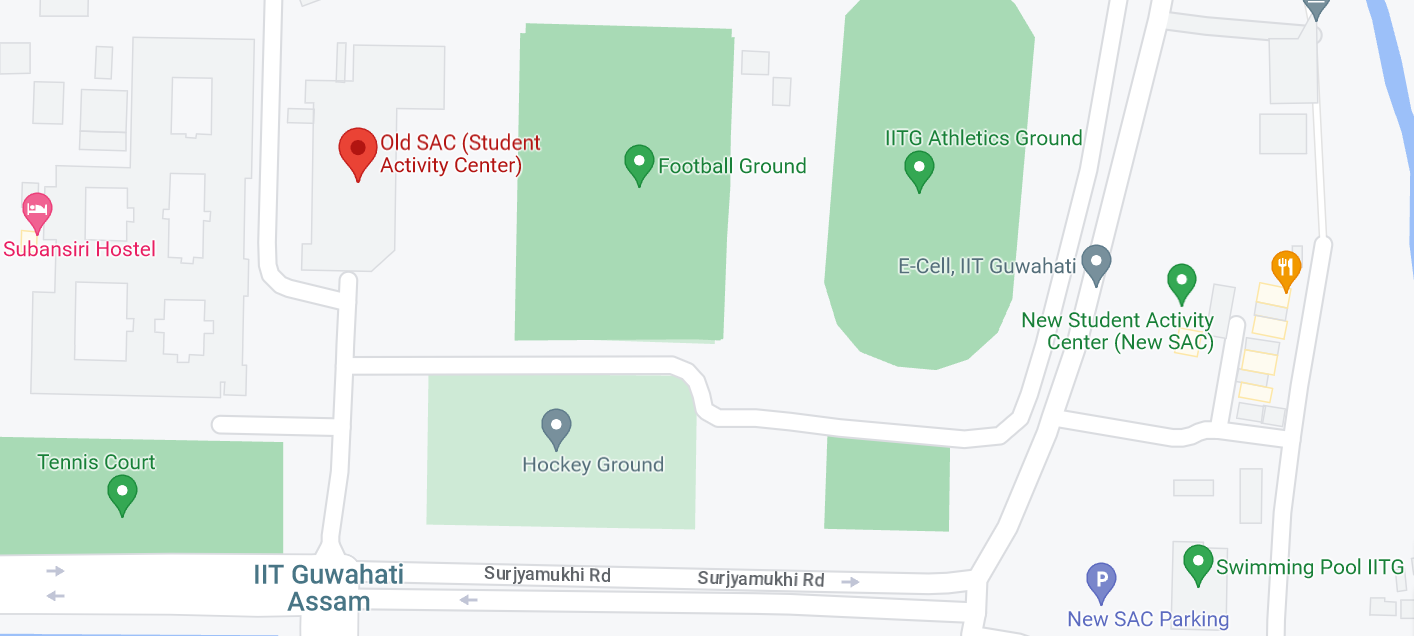 IITG Athletics Ground
Old SAC (Student
Activity Center)
Football Ground
Subansiri Hostel
E-Cell, IIT Guwahati
New Student Activity
Center (New SAC)
Tennis Court
Hockey Ground
IIT Guwahati
Assam
Surjyamukhi Rd
Surjyamukhi Rd
Swimming Pool IITG
P
New SAC Parking